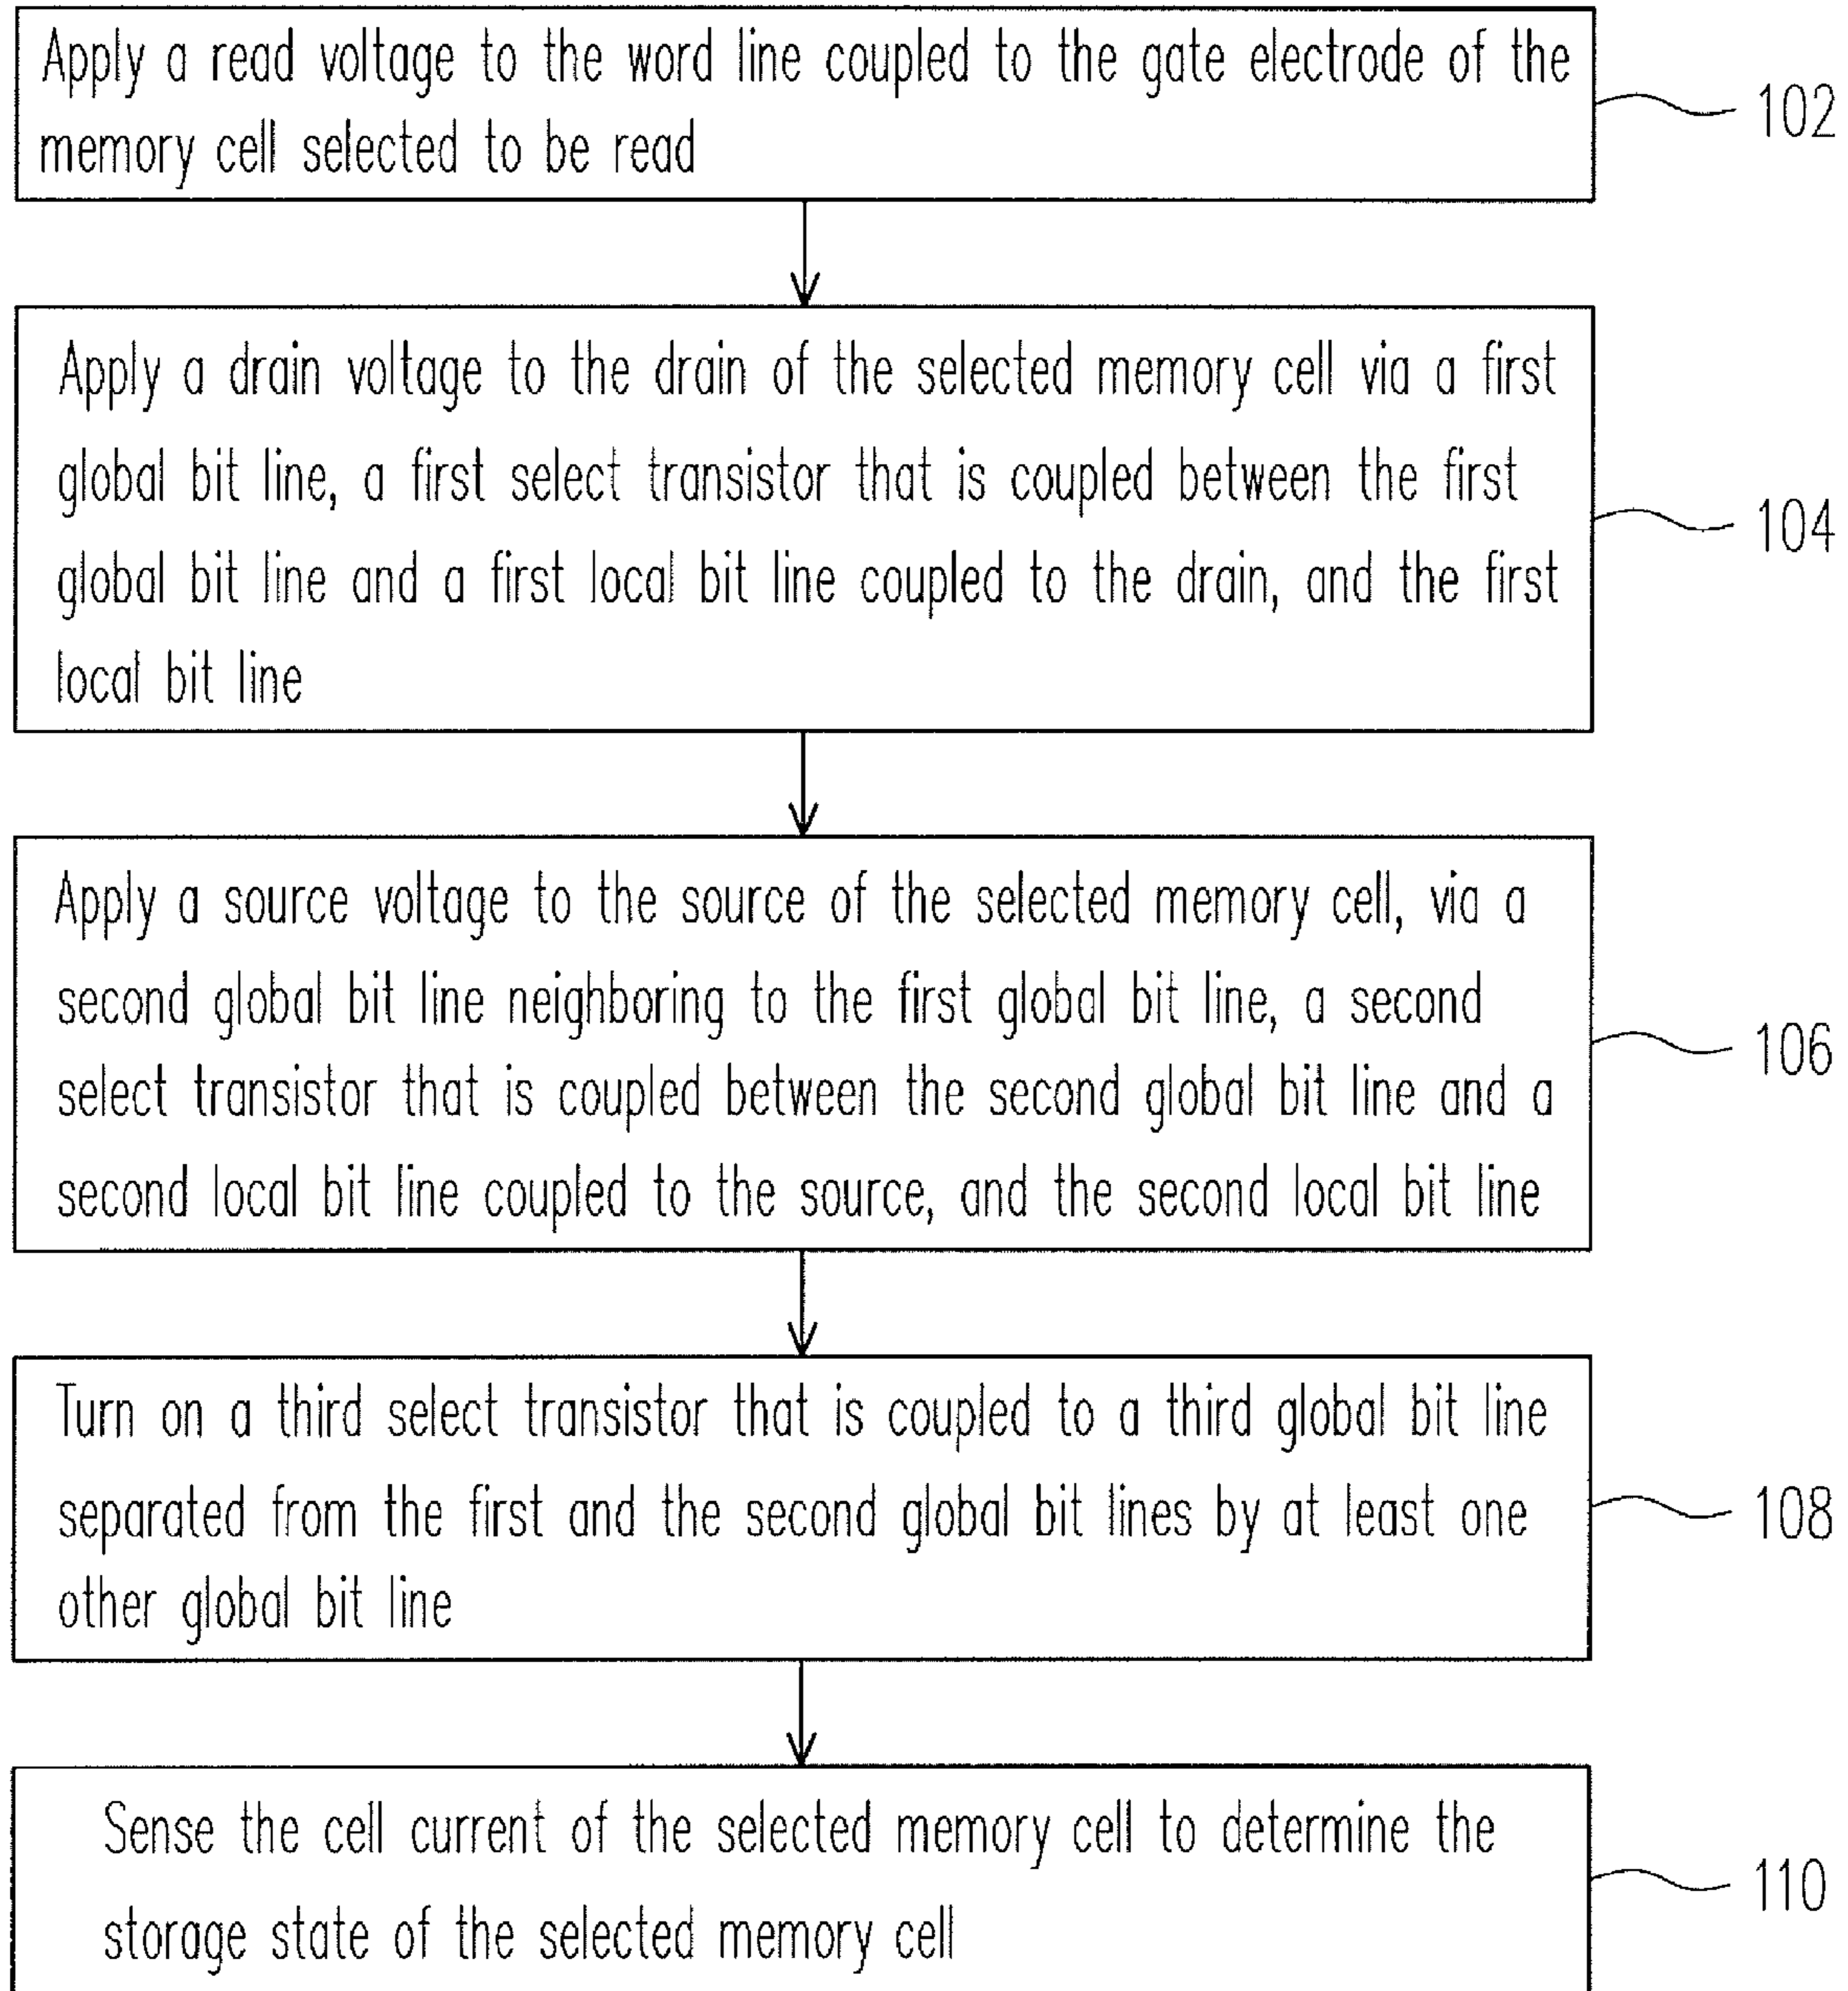 Apply a read voltage to the word line coupled to the gate electrode of the
memory cell selected to be read
102
Apply a drain voltage to the drain of the selected memory cell via a first
global bit line, a first select transistor that is coupled between the first
global bit line and a first local bit line coupled to the drain, and the first
local bit line
104
Apply a source voltage to the source of the selected memory cell, via a
second global bit line neighboring to the first global bit line, a second
select transistor that is coupled between the second global bit line and a
second local bit line coupled to the source, and the second local bit line
106
Turn on a third select transistor that is coupled to a third global bit line
separated from the first and the second global bit lines by at least one
other global bit line
108
Sense the cell current of the selected memory cell to determine the
storage state of the selected memory cell
110